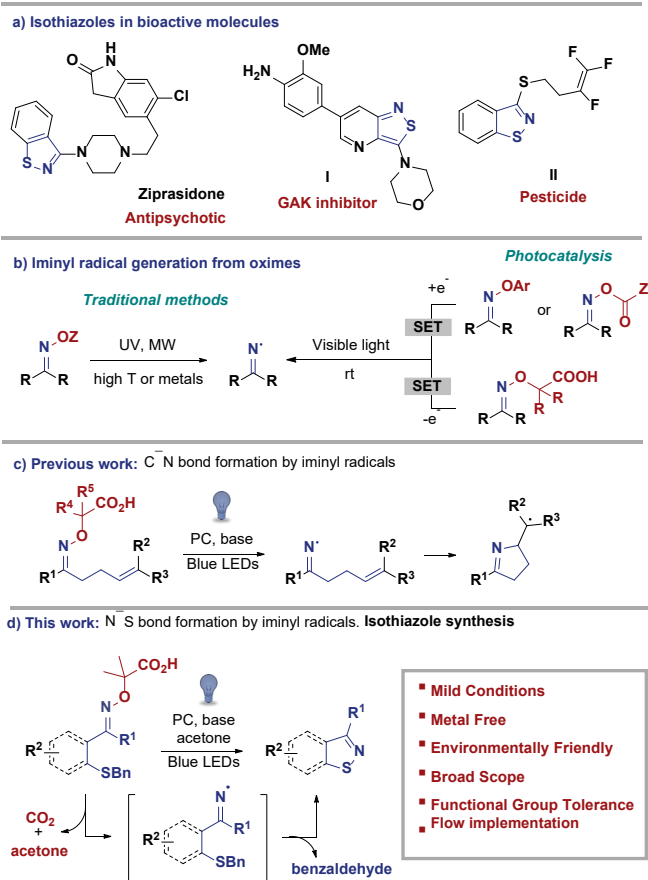 a) Isothiazoles in bioactive molecules
H
N
O
Cl
N
N
S
N
Ziprasidone
Antipsychotic
OMe
H2N
N
S
N
N
O
I
GAK inhibitor
F
F
S
F
N
S
II
Pesticide
b) Iminyl radical generation from oximes
Photocatalysis
Traditional methods
N OZ
R R
UV, MW
high T or metals
N•
R R
Visible light
rt
+e-
SET
SET
-e-
N OAr
R R
or
N O Z
O
R R
N O COOH
R
R
R R
c) Previous work: C–N bond formation by iminyl radicals
R5
R4 CO2H
O
N
R2
R1 R3
PC, base
Blue LEDs
N•
R2
R1 R3
R2
• R3
N
R1
d) This work: N–S bond formation by iminyl radicals. Isothiazole synthesis
CO2H
O
N
R1
R2
SBn
PC, base
acetone
Blue LEDs
R1
R2
N
S
CO2
+
acetone
N•
R1
R2
SBn
benzaldehyde
Mild Conditions
Metal Free
Environmentally Friendly
Broad Scope
Functional Group Tolerance
Flow implementation